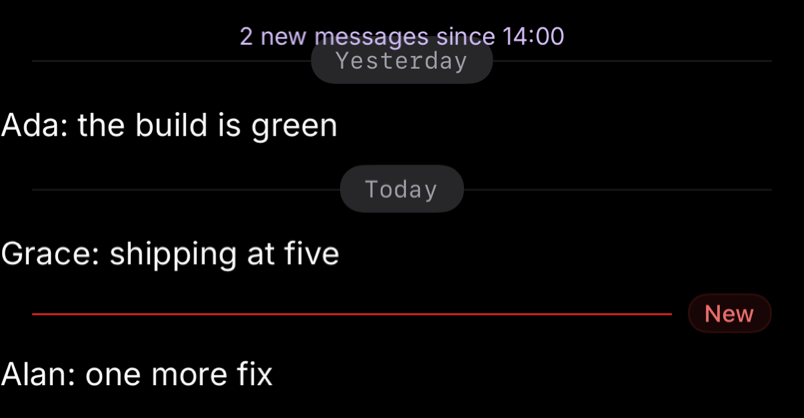 2 new messages since 14:00
Yesterday
Ada: the build is green
Today
Grace: shipping at five
New
Alan: one more fix